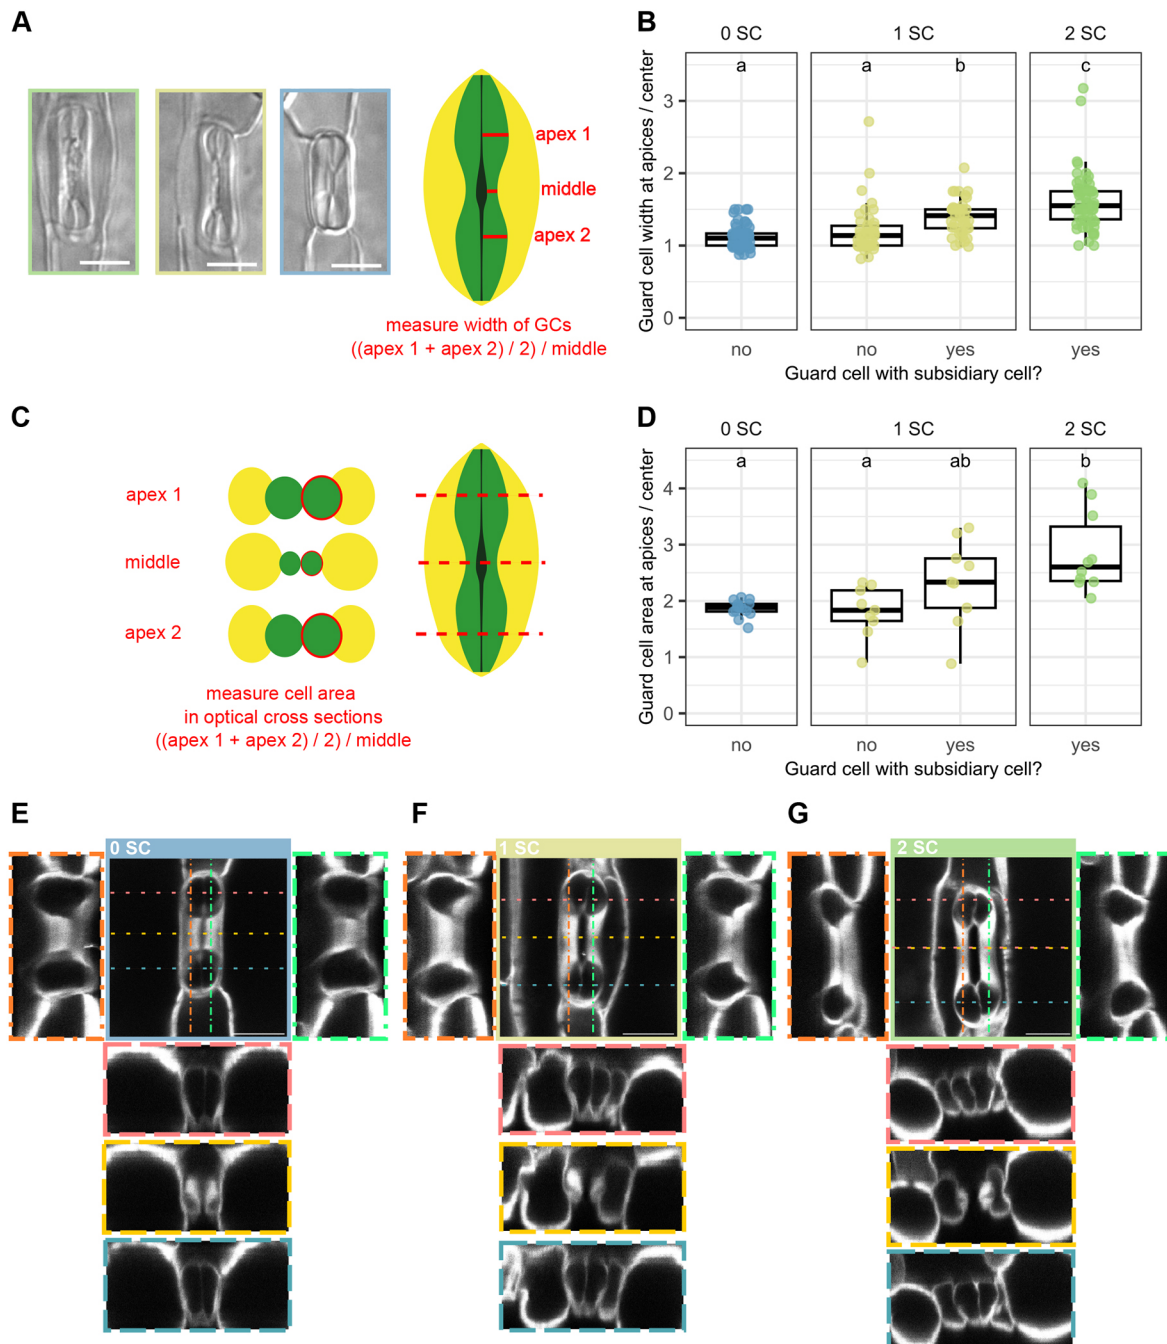 A
apex 1
middle
apex 2
measure width of GCs
((apex 1 + apex 2) / 2) / middle
B
0 SC
1 SC
2 SC
Guard cell width at apices / center
3
2
1
0
a
a
b
c
no
no
yes
yes
Guard cell with subsidiary cell?
C
apex 1
middle
apex 2
measure cell area
in optical cross sections
((apex 1 + apex 2) / 2) / middle
D
0 SC
1 SC
2 SC
Guard cell area at apices / center
4
3
2
1
0
a
a
ab
b
no
no
yes
yes
Guard cell with subsidiary cell?
E
0 SC
F
1 SC
G
2 SC